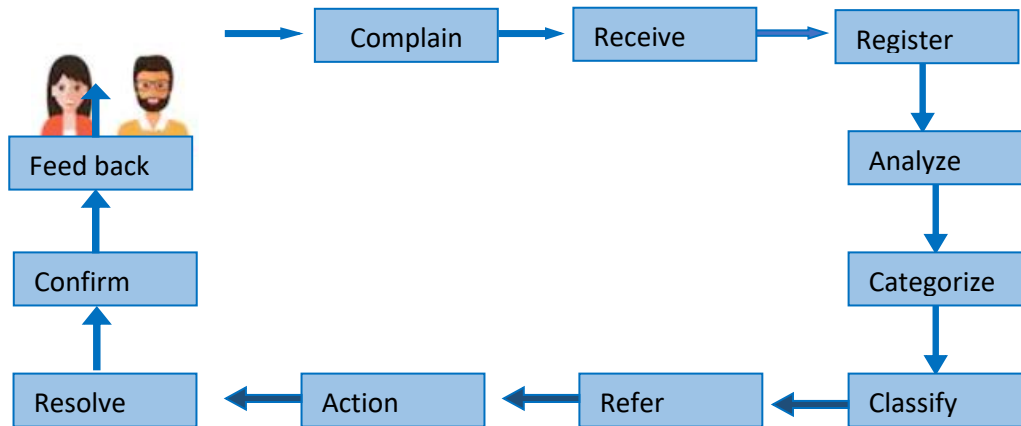 Complain
Receive
Register
Analyze
Categorize
Classify
Refer
Action
Resolve
Confirm
Feed back